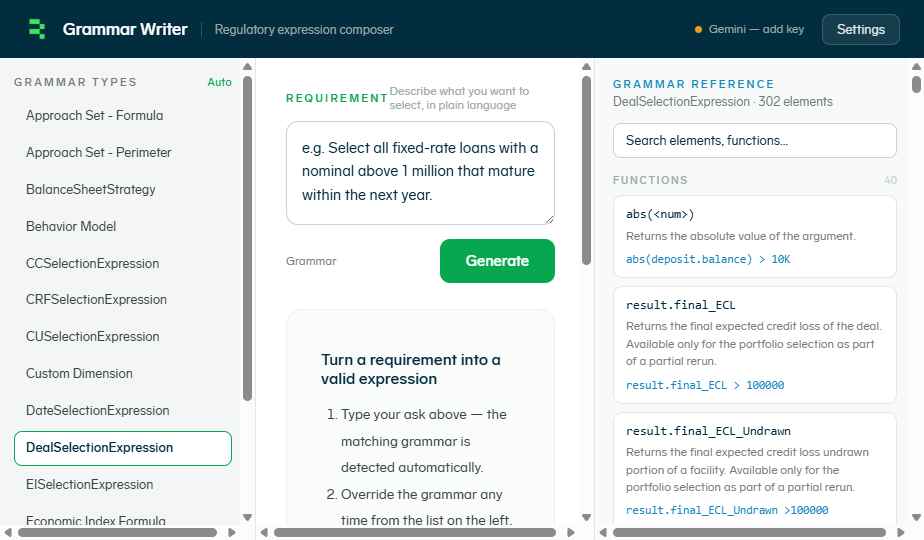 Grammar Writer
Regulatory expression composer
Gemini — add key
Settings
GRAMMAR TYPES
Auto
Approach Set - Formula
Approach Set - Perimeter
BalanceSheetStrategy
Behavior Model
CCSelectionExpression
CRFSelectionExpression
CUSelectionExpression
Custom Dimension
DateSelectionExpression
DealSelectionExpression
EISelectionExpression
Economic Index Formula
REQUIREMENT
Describe what you want to
select, in plain language
e.g. Select all fixed-rate loans with a
nominal above 1 million that mature
within the next year.
Grammar
Generate
Turn a requirement into a
valid expression
1. Type your ask above — the
matching grammar is
detected automatically.
2. Override the grammar any
time from the list on the left.
GRAMMAR REFERENCE
DealSelectionExpression · 302 elements
Search elements, functions...
FUNCTIONS
40
abs(<num>)
Returns the absolute value of the argument.
abs(deposit.balance) > 10K
result.final_ECL
Returns the final expected credit loss of the deal.
Available only for the portfolio selection as part
of a partial rerun.
result.final_ECL > 100000
result.final_ECL_Undrawn
Returns the final expected credit loss undrawn
portion of a facility. Available only for the
portfolio selection as part of a partial rerun.
result.final_ECL_Undrawn >100000